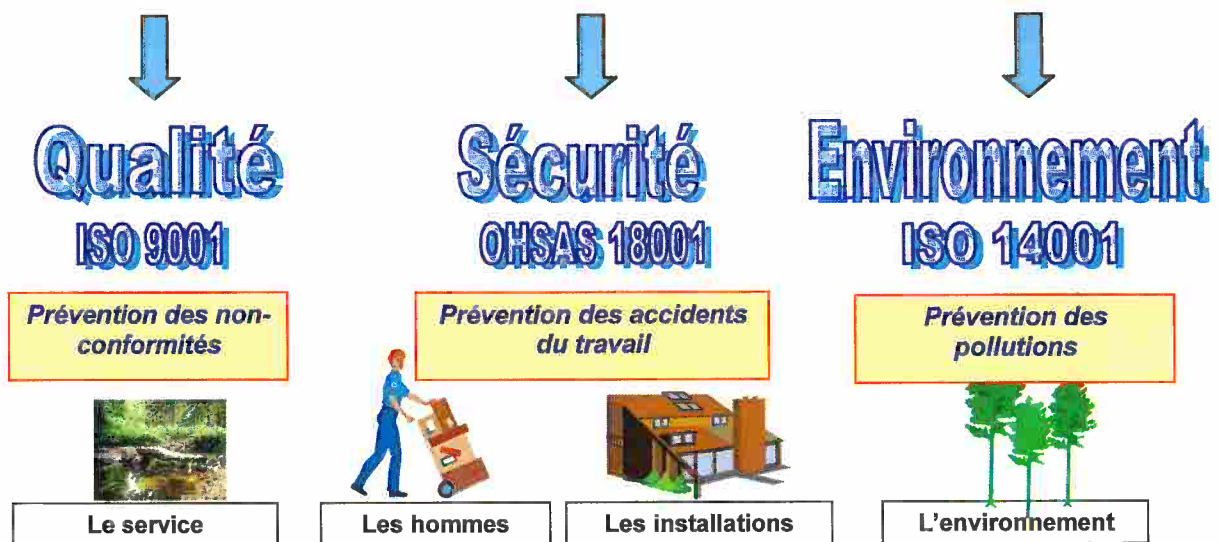 Qualité
ISO 9001
Prévention des non-
conformités
Le service
Sécurité
OHSAS 18001
Prévention des accidents
du travail
Les hommes
Les installations
Environnement
ISO 14001
Prévention des
pollutions
L'environnement